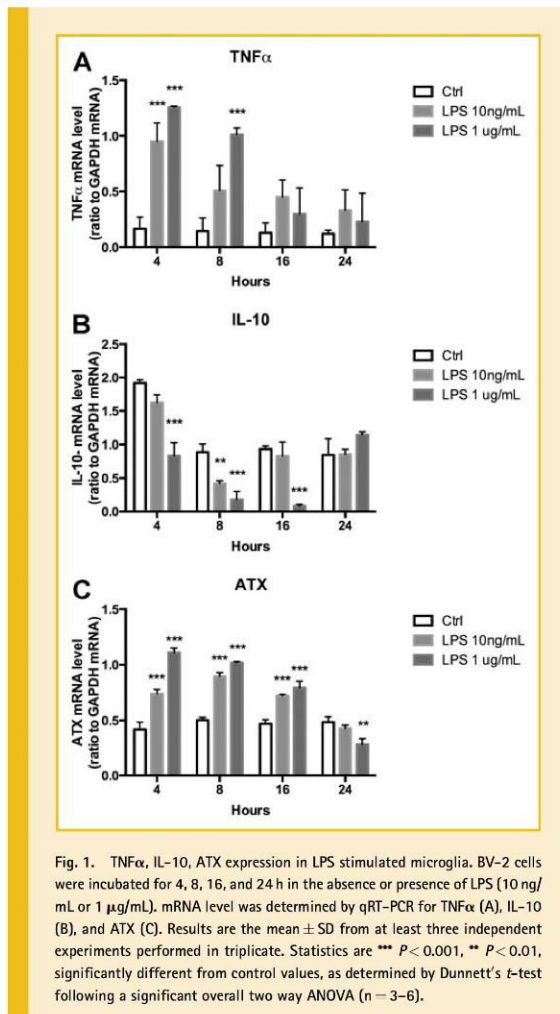 A
TNFα
TNFα mRNA level
(ratio to GAPDH mRNA)
1.5
1.0
0.5
0.0
***
***
***
4
8
16
24
Hours
Ctrl
LPS 10ng/mL
LPS 1 ug/mL
B
IL-10
IL-10- mRNA level
(ratio to GAPDH mRNA)
2.5
2.0
1.5
1.0
0.5
0.0
***
**
***
***
4
8
16
24
Hours
Ctrl
LPS 10ng/mL
LPS 1 ug/mL
C
ATX
ATX mRNA level
(ratio to GAPDH mRNA)
1.5
1.0
0.5
0.0
***
***
***
***
***
***
**
4
8
16
24
Hours
Ctrl
LPS 10ng/mL
LPS 1 ug/mL
Fig. 1. TNFα, IL-10, ATX expression in LPS stimulated microglia. BV-2 cells
were incubated for 4, 8, 16, and 24 h in the absence or presence of LPS (10 ng/
mL or 1 μg/mL). mRNA level was determined by qRT-PCR for TNFα (A), IL-10
(B), and ATX (C). Results are the mean ± SD from at least three independent
experiments performed in triplicate. Statistics are *** P < 0.001, ** P < 0.01,
significantly different from control values, as determined by Dunnett's t-test
following a significant overall two way ANOVA (n = 3–6).